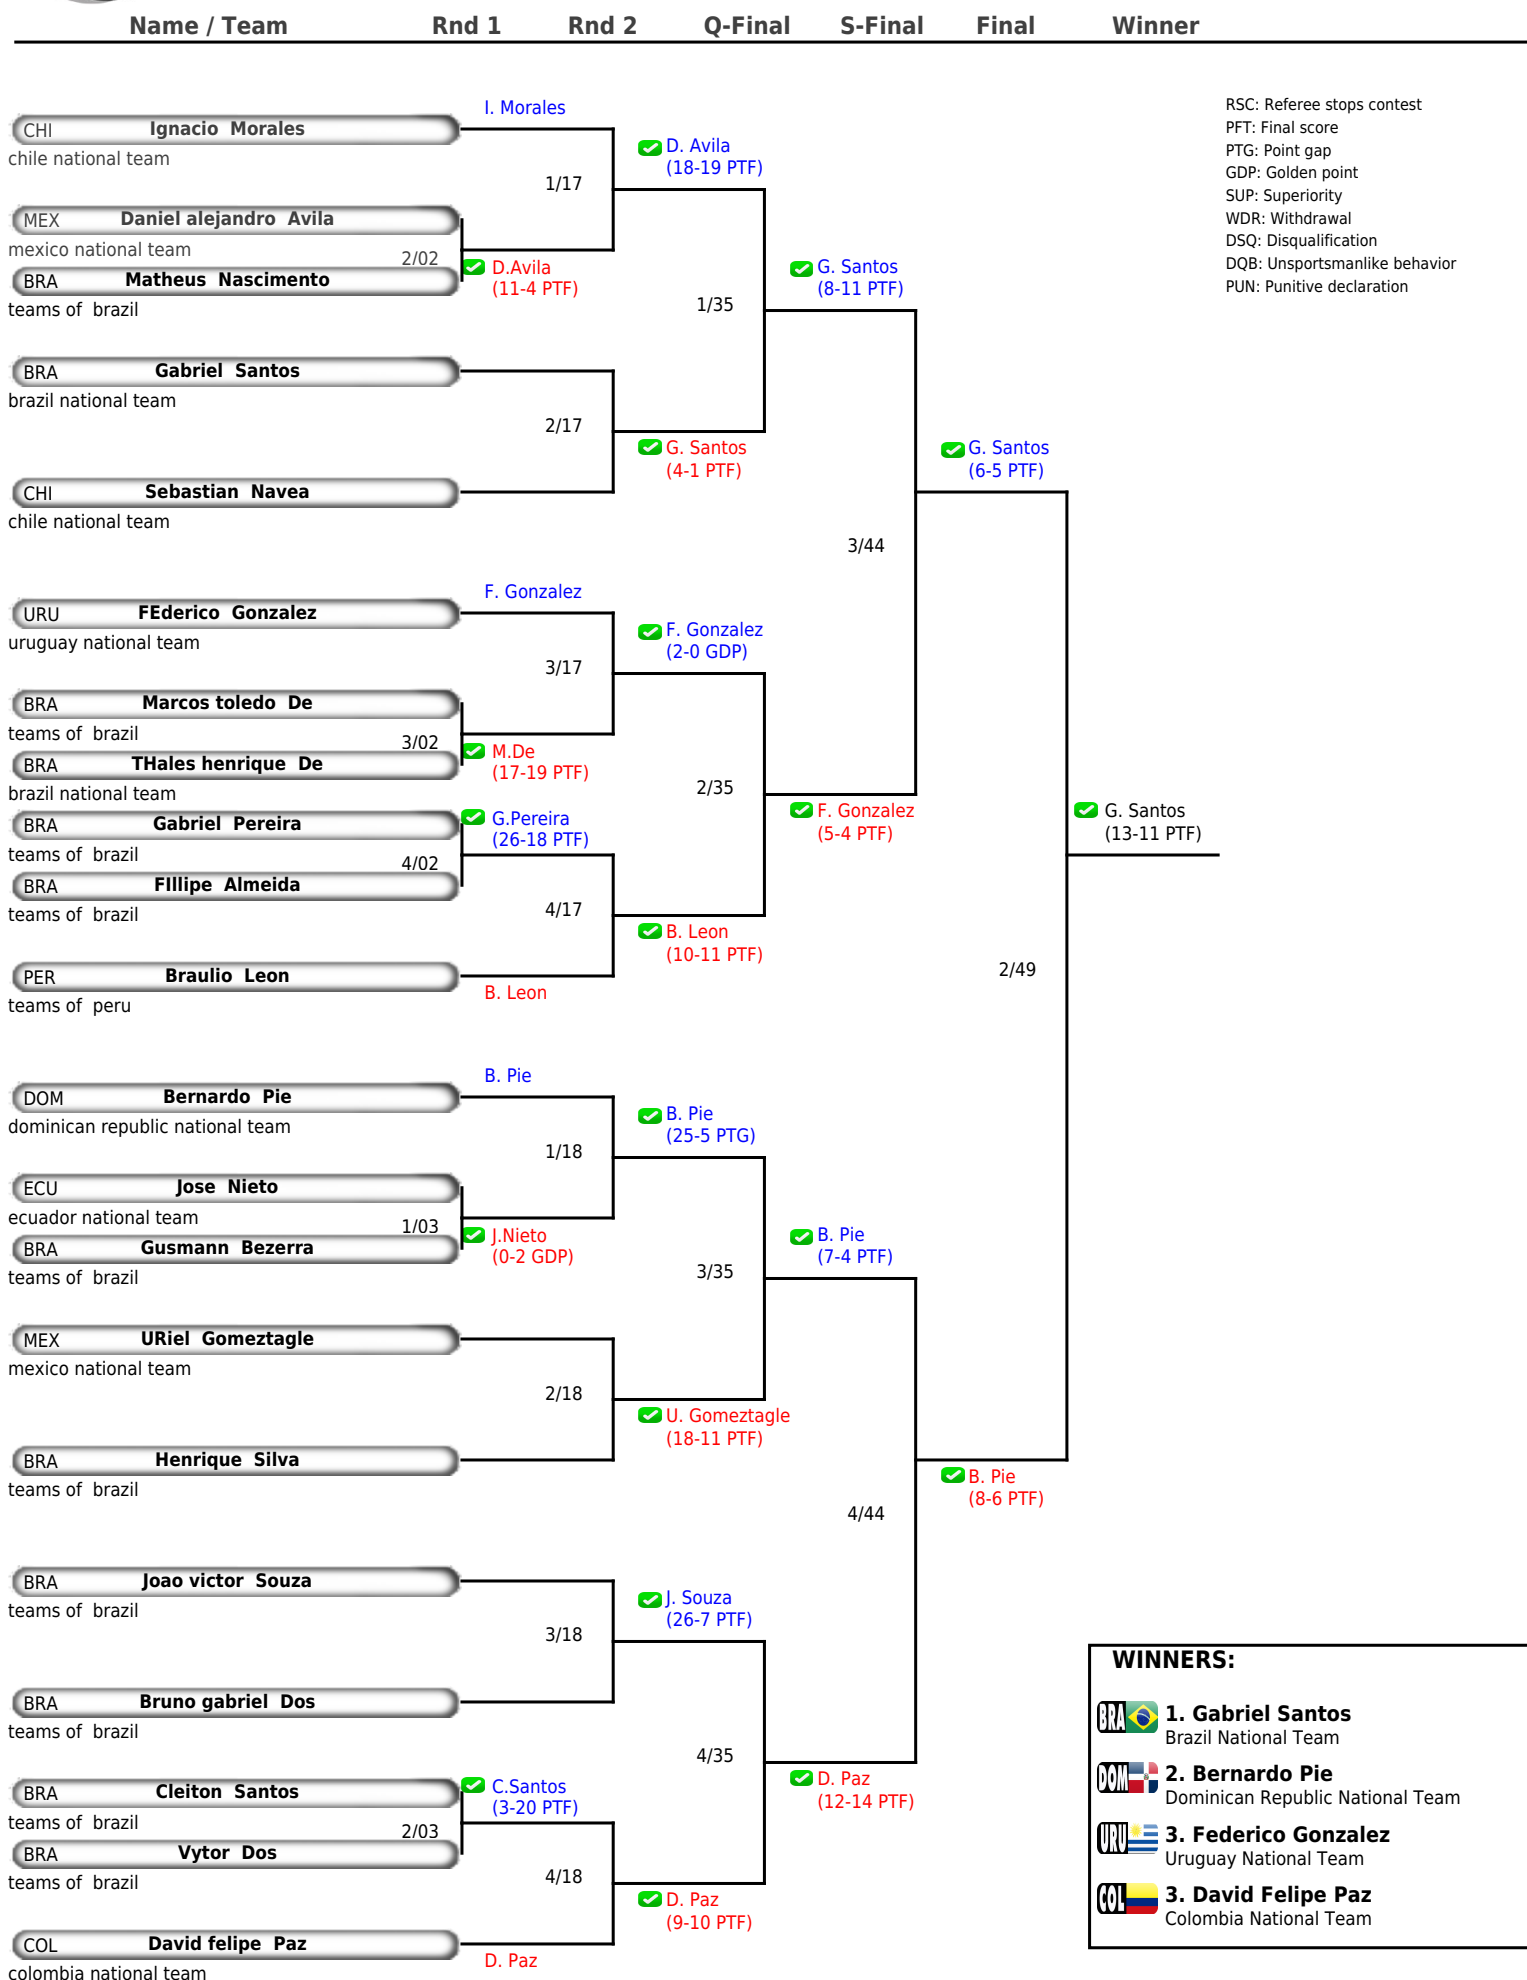 Name / Team Rnd 1 Rnd 2 Q-Final S-Final Final Winner
RSC: Referee stops contest
PFT: Final score
PTG: Point gap
GDP: Golden point
SUP: Superiority
WDR: Withdrawal
DSQ: Disqualification
DQB: Unsportsmanlike behavior
PUN: Punitive declaration
I. Morales
CHI Ignacio Morales
chile national team
D. Avila
(18-19 PTF)
1/17
MEX Daniel alejandro Avila
mexico national team
2/02
D.Avila
(11-4 PTF)
BRA Matheus Nascimento
teams of brazil
G. Santos
(8-11 PTF)
1/35
BRA Gabriel Santos
brazil national team
2/17
G. Santos
(4-1 PTF)
G. Santos
(6-5 PTF)
CHI Sebastian Navea
chile national team
3/44
F. Gonzalez
URU FEderico Gonzalez
uruguay national team
F. Gonzalez
(2-0 GDP)
3/17
BRA Marcos toledo De
teams of brazil
3/02
M.De
(17-19 PTF)
BRA THales henrique De
brazil national team
2/35
G.Pereira
(26-18 PTF)
BRA Gabriel Pereira
teams of brazil
F. Gonzalez
(5-4 PTF)
G. Santos
(13-11 PTF)
4/02
BRA FIllipe Almeida
teams of brazil
4/17
B. Leon
(10-11 PTF)
PER Braulio Leon
teams of peru
B. Leon
2/49
B. Pie
DOM Bernardo Pie
dominican republic national team
B. Pie
(25-5 PTG)
1/18
ECU Jose Nieto
ecuador national team
1/03
J.Nieto
(0-2 GDP)
BRA Gusmann Bezerra
teams of brazil
B. Pie
(7-4 PTF)
3/35
MEX URiel Gomeztagle
mexico national team
2/18
U. Gomeztagle
(18-11 PTF)
BRA Henrique Silva
teams of brazil
B. Pie
(8-6 PTF)
4/44
BRA Joao victor Souza
teams of brazil
J. Souza
(26-7 PTF)
3/18
BRA Bruno gabriel Dos
teams of brazil
4/35
C.Santos
(3-20 PTF)
BRA Cleiton Santos
teams of brazil
D. Paz
(12-14 PTF)
2/03
BRA Vytor Dos
teams of brazil
4/18
D. Paz
(9-10 PTF)
COL David felipe Paz
colombia national team
D. Paz
WINNERS:
BRA 1. Gabriel Santos
Brazil National Team
DOM 2. Bernardo Pie
Dominican Republic National Team
URU 3. Federico Gonzalez
Uruguay National Team
COL 3. David Felipe Paz
Colombia National Team